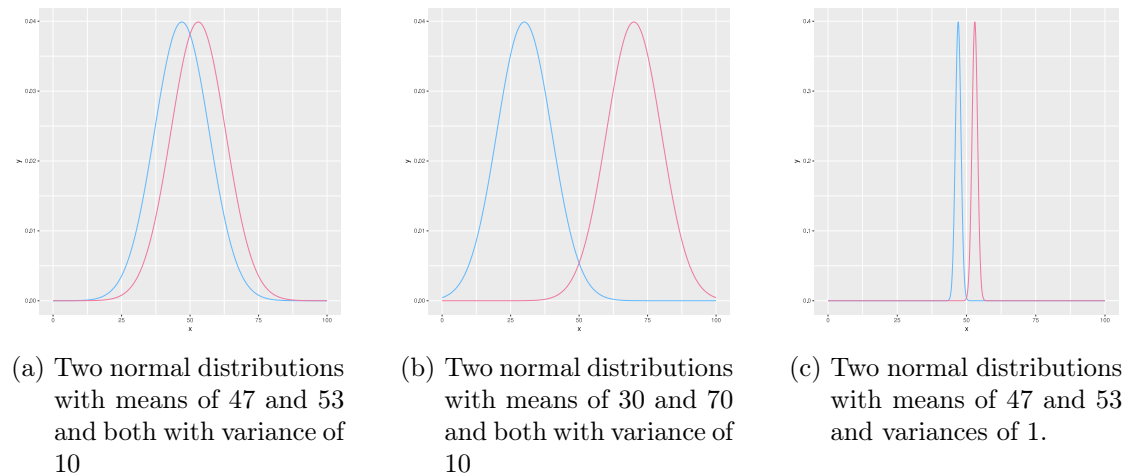 0.04
0.03
0.02
0.01
0.00
y
0
25
50
75
100
x
0.04
0.03
0.02
0.01
0.00
y
0
25
50
75
100
x
0.4
0.3
0.2
0.1
0.0
y
0
25
50
75
100
x
(a) Two normal distributions
with means of 47 and 53
and both with variance of
10
(b) Two normal distributions
with means of 30 and 70
and both with variance of
10
(c) Two normal distributions
with means of 47 and 53
and variances of 1.